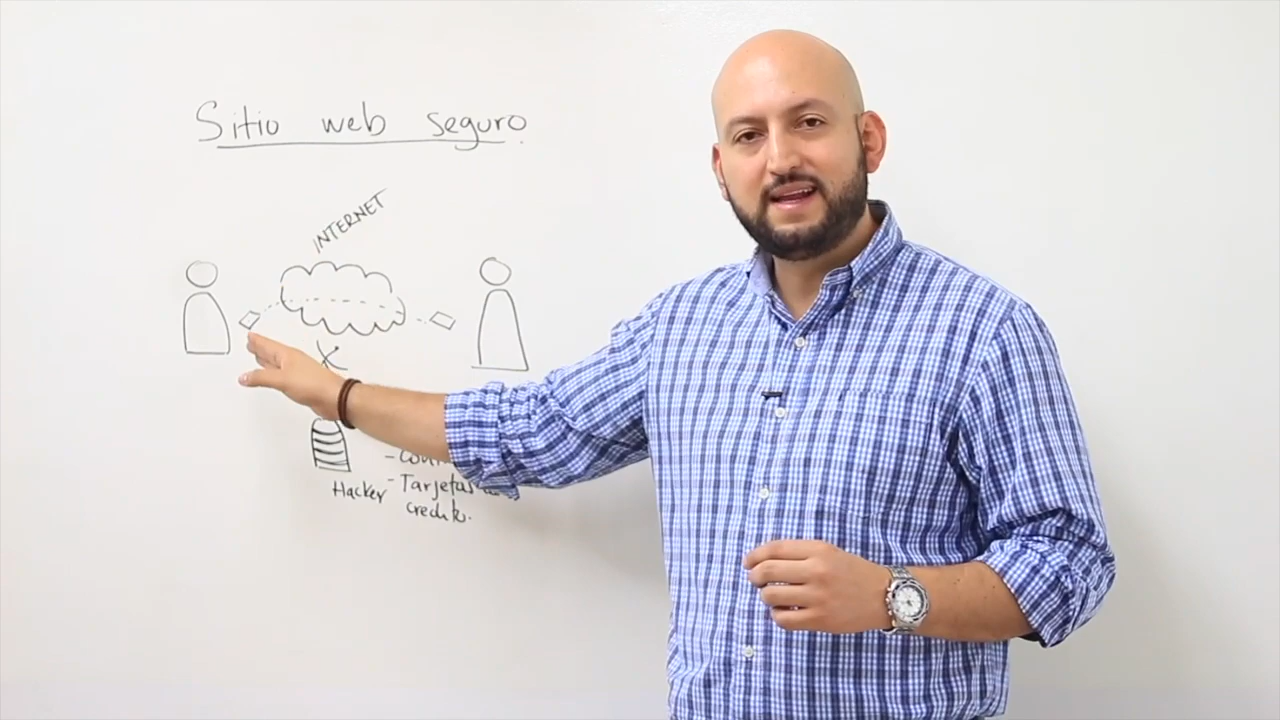 Sitio web seguro
INTERNET
- Tarjetas
Hacker
credito.